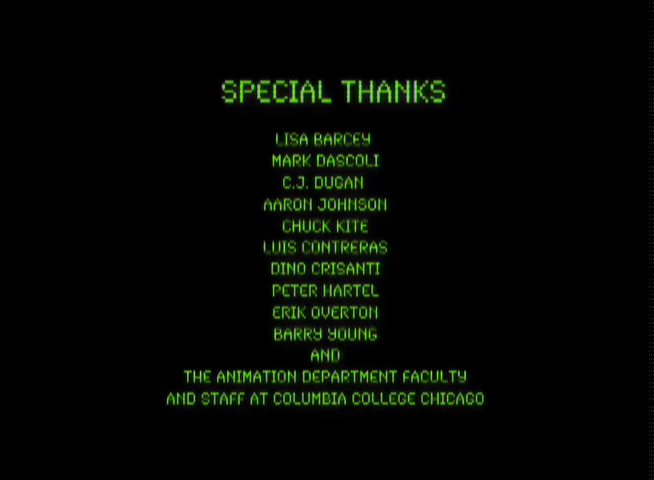 SPECIAL THANKS
LISA BARCEY
MARK DASCOLI
C.J. DUGAN
AARON JOHNSON
CHUCK KITE
LUIS CONTRERAS
DINO CRISANTI
PETER HARTEL
ERIK OVERTON
BARRY YOUNG
AND
THE ANIMATION DEPARTMENT FACULTY
AND STAFF AT COLUMBIA COLLEGE CHICAGO